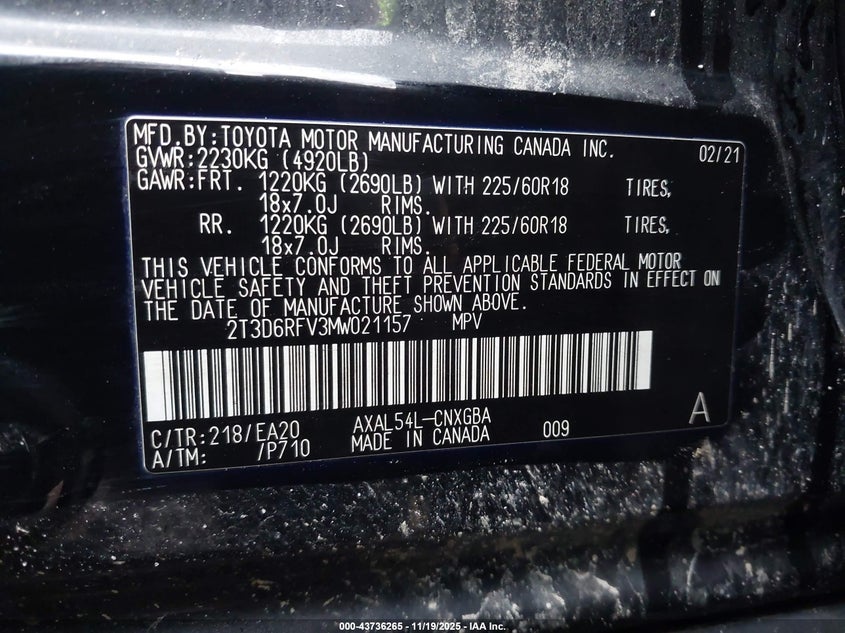 MFD.BY:TOYOTA MOTOR MANUFACTURING CANADA INC. 02/21
GVWR:2230KG (4920LB)
GAWR:FRT. 1220KG (2690LB) WITH 225/60R18 TIRES,
18x7.0J RIMS.
RR. 1220KG (2690LB) WITH 225/60R18 TIRES,
18x7.0J RIMS.
THIS VEHICLE CONFORMS TO ALL APPLICABLE FEDERAL MOTOR
VEHICLE SAFETY AND THEFT PREVENTION STANDARDS IN EFFECT ON
THE DATE OF MANUFACTURE SHOWN ABOVE.
2T3D6RFV3MW021157 MPV
C/TR:218/EA20 AXAL54L-CNXGBA A
A/TM: /P710 MADE IN CANADA 009
000-43736265 - 11/19/2025 - IAA Inc.